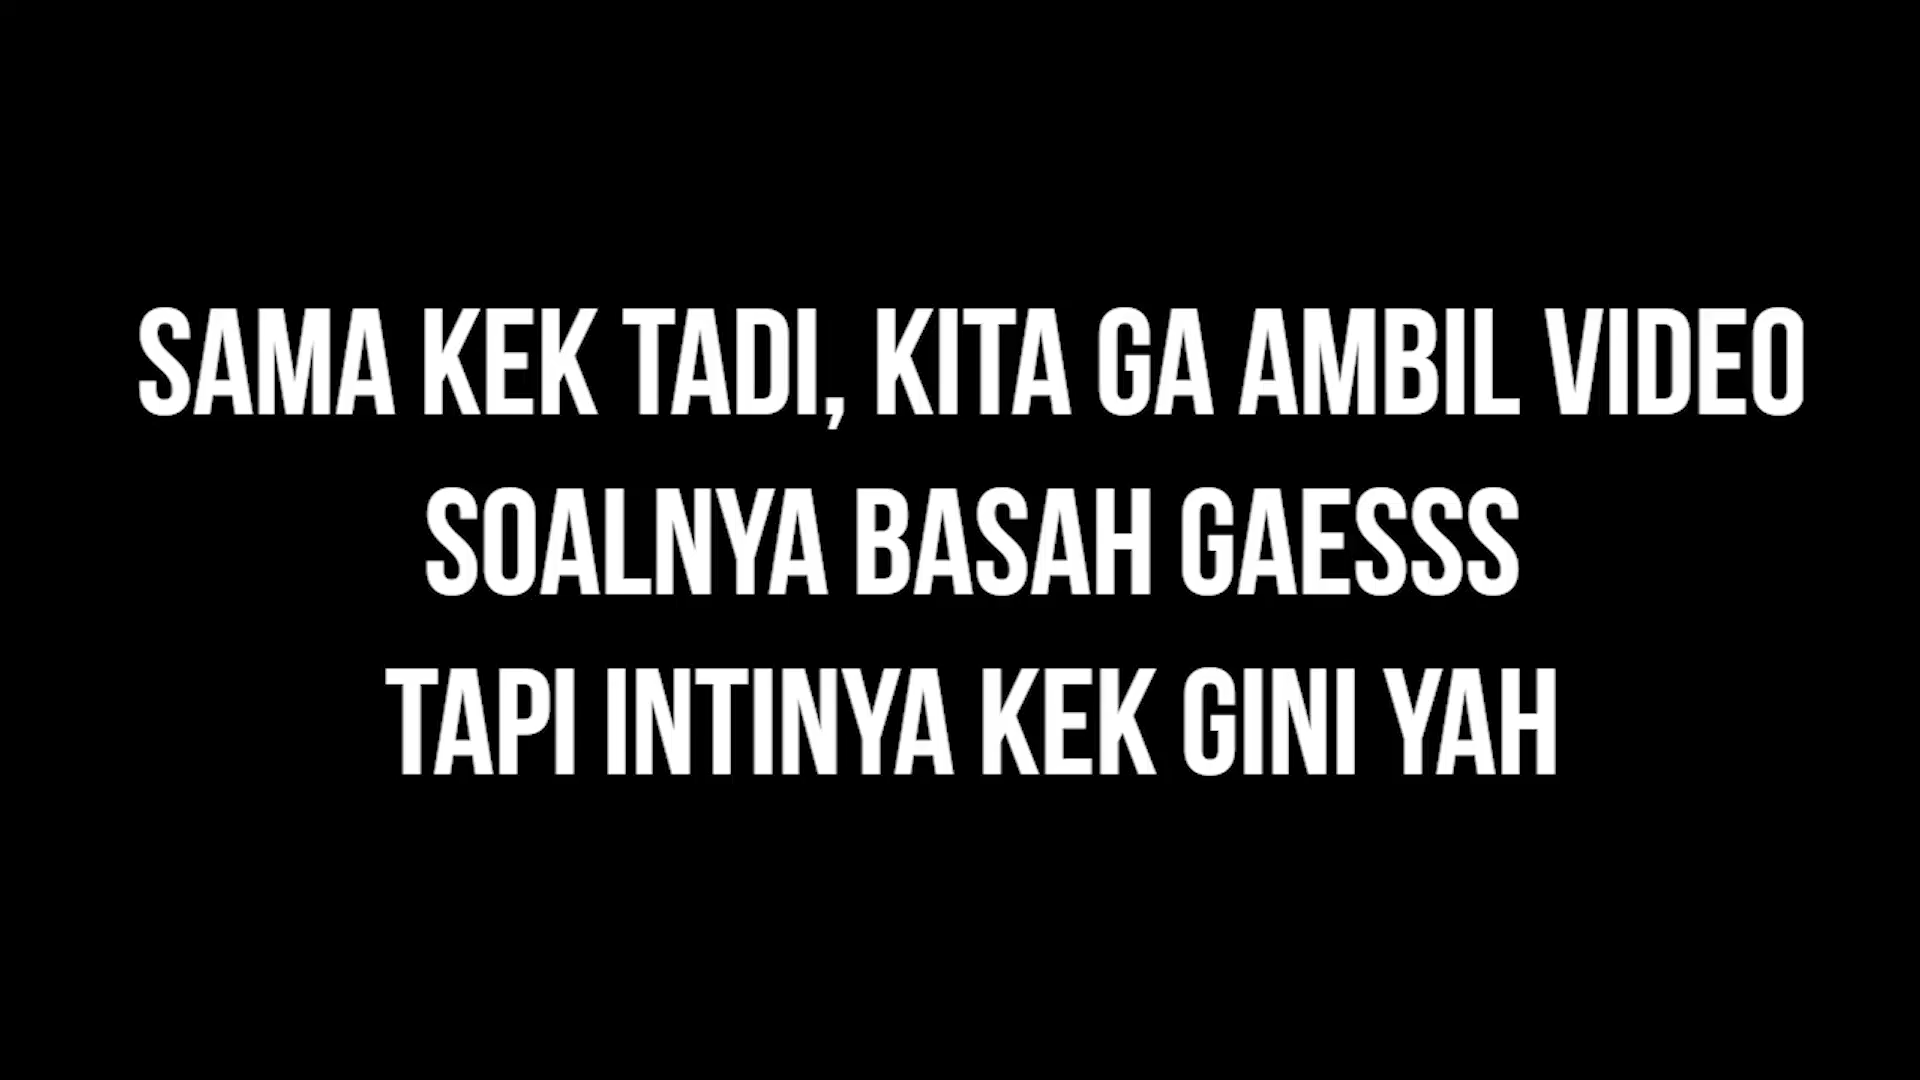 SAMA KEK TADI, KITA GA AMBIL VIDEO
SOALNYA BASAH GAESSS
TAPI INTINYA KEK GINI YAH